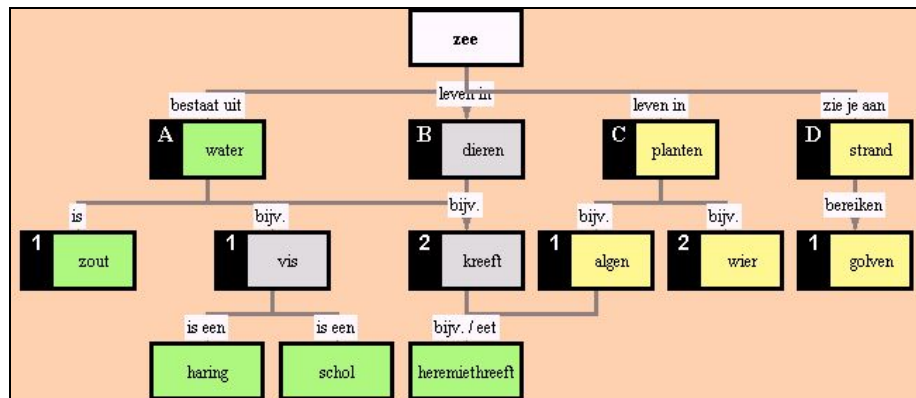 zee
bestaat uit
leven in
leven in
zie je aan
A
water
B
dieren
C
planten
D
strand
is
bijv.
bijv.
bijv.
bijv.
bereiken
1
zout
1
vis
2
kreeft
1
algen
2
wier
1
golven
is een
is een
bijv. / eet
haring
schol
heremiethreeft